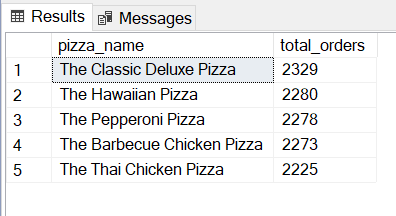 Results Messages
pizza_name total_orders
1 The Classic Deluxe Pizza 2329
2 The Hawaiian Pizza 2280
3 The Pepperoni Pizza 2278
4 The Barbecue Chicken Pizza 2273
5 The Thai Chicken Pizza 2225